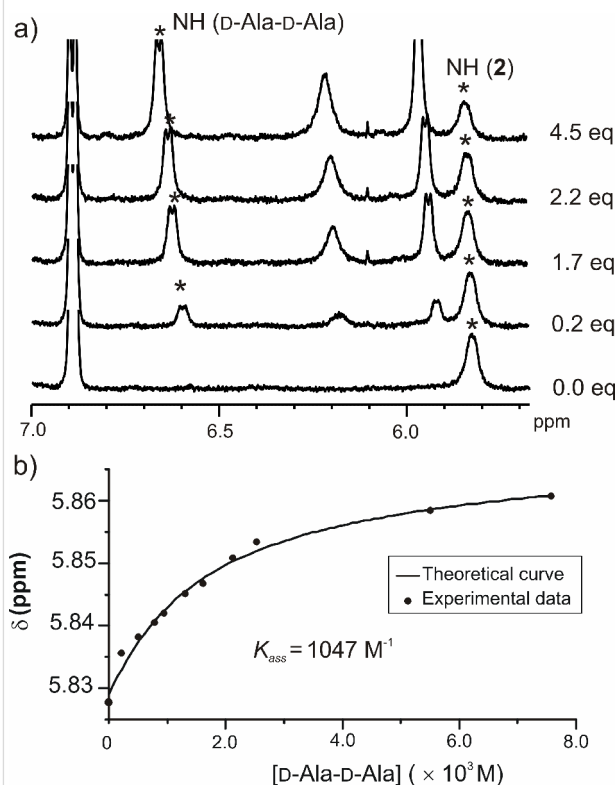 a)
NH (D-Ala-D-Ala)
NH (2)
* * * * * * * * *
4.5 eq
2.2 eq
1.7 eq
0.2 eq
0.0 eq
7.0 6.5 6.0 ppm
b)
5.86
5.85
5.84
5.83
δ (ppm)
Theoretical curve
Experimental data
Kass = 1047 M-1
0 2.0 4.0 6.0 8.0
[D-Ala-D-Ala] ( × 10³ M)